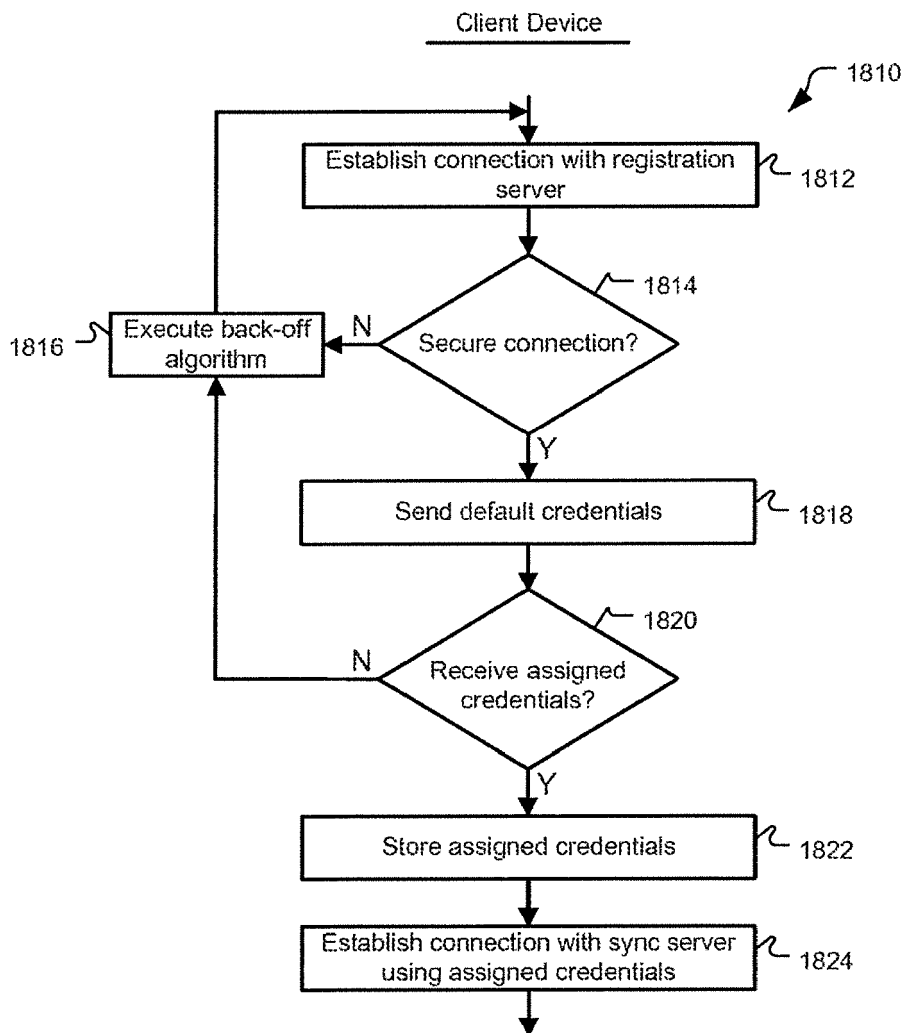 Client Device
1810
Establish connection with registration
server
1812
1814
Secure connection?
N
Execute back-off
algorithm
1816
Y
Send default credentials
1818
1820
Receive assigned
credentials?
N
Y
Store assigned credentials
1822
Establish connection with sync server
using assigned credentials
1824